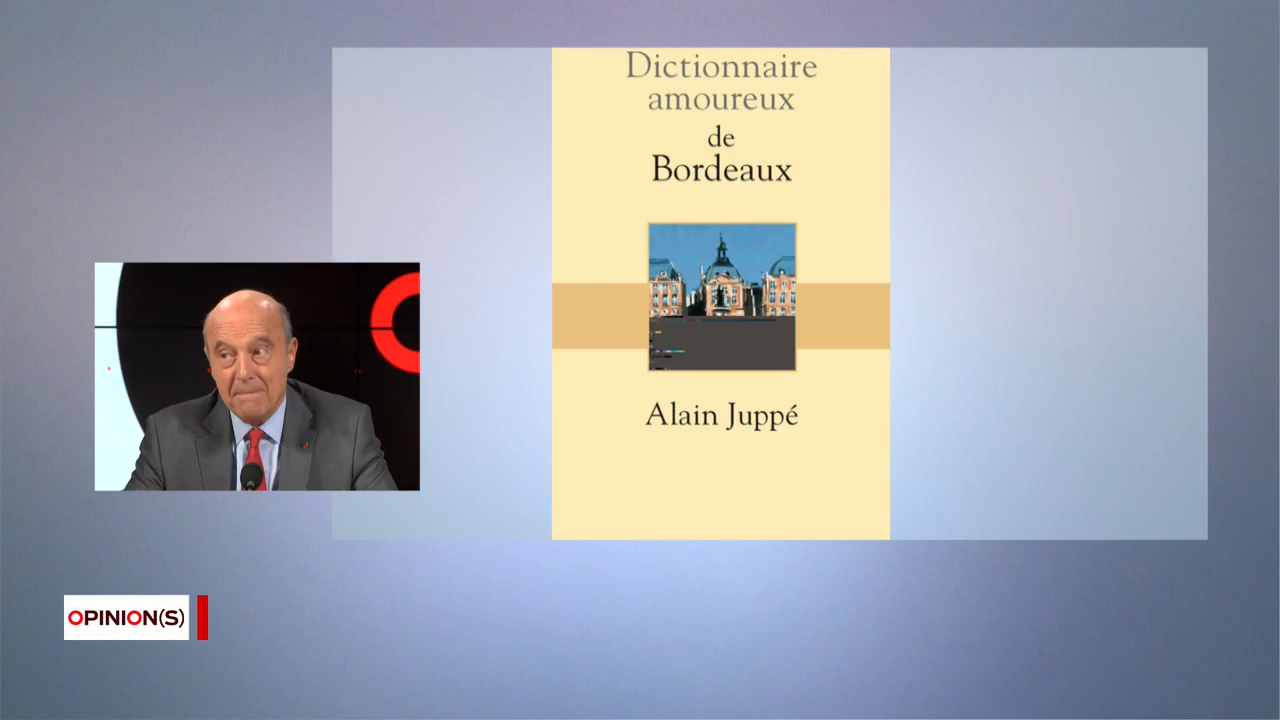 Dictionnaire
amoureux
de
Bordeaux
Alain Juppé
OPINION(S)